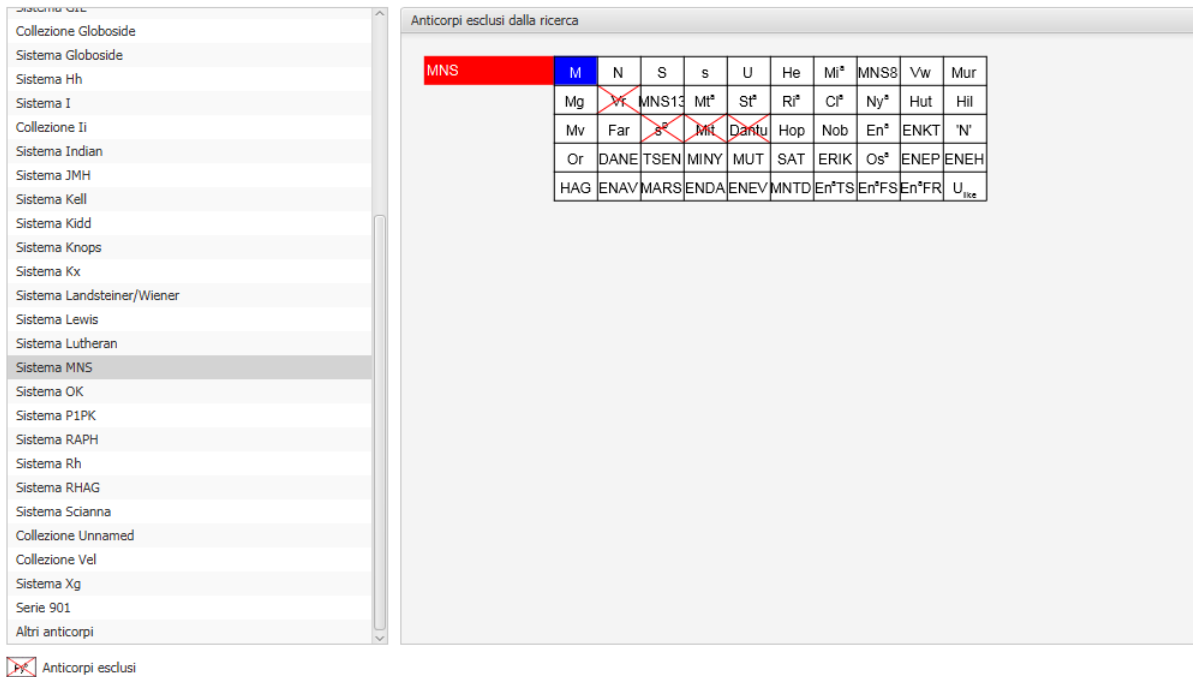 Sistema GIL
Collezione Globoside
Sistema Globoside
Sistema Hh
Sistema I
Collezione Ii
Sistema Indian
Sistema JMH
Sistema Kell
Sistema Kidd
Sistema Knops
Sistema Kx
Sistema Landsteiner/Wiener
Sistema Lewis
Sistema Lutheran
Sistema MNS
Sistema OK
Sistema P1PK
Sistema RAPH
Sistema Rh
Sistema RHAG
Sistema Scianna
Collezione Unnamed
Collezione Vel
Sistema Xg
Serie 901
Altri anticorpi
Anticorpi esclusi dalla ricerca
MNS M N S s U He Miᵃ MNS8 Vw Mur
Mg Vr MNS13 Mtᵃ Stᵃ Riᵃ Clᵃ Nyᵃ Hut Hil
Mv Far sᴰ Mit Dantu Hop Nob Enᵃ ENKT 'N'
Or DANE TSEN MINY MUT SAT ERIK Osᵃ ENEP ENEH
HAG ENAV MARS ENDA ENEV MNTD EnᵃTS EnᵃFS EnᵃFR Ulike
Fyᵃ Anticorpi esclusi